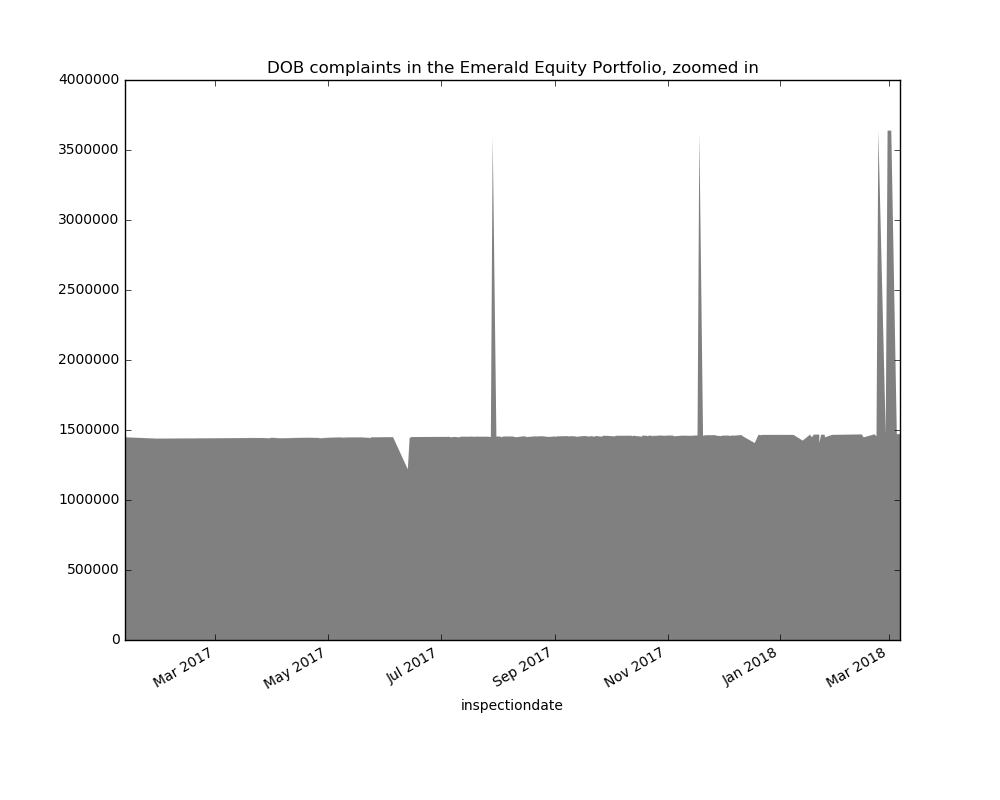 DOB complaints in the Emerald Equity Portfolio, zoomed in
4000000
3500000
3000000
2500000
2000000
1500000
1000000
500000
0
Mar 2017
May 2017
Jul 2017
Sep 2017
Nov 2017
Jan 2018
Mar 2018
inspectiondate